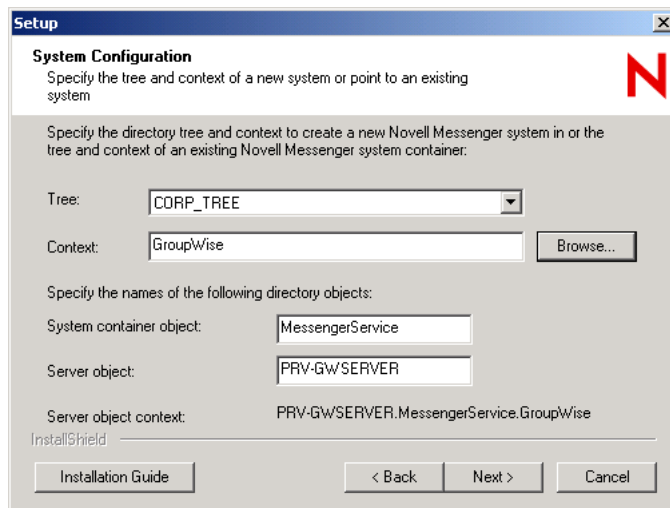 Setup
System Configuration
Specify the tree and context of a new system or point to an existing
system
N
Specify the directory tree and context to create a new Novell Messenger system in or the
tree and context of an existing Novell Messenger system container:
Tree: CORP_TREE
Context: GroupWise Browse...
Specify the names of the following directory objects:
System container object: MessengerService
Server object: PRV-GWSERVER
Server object context: PRV-GWSERVER.MessengerService.GroupWise
InstallShield
Installation Guide < Back Next > Cancel